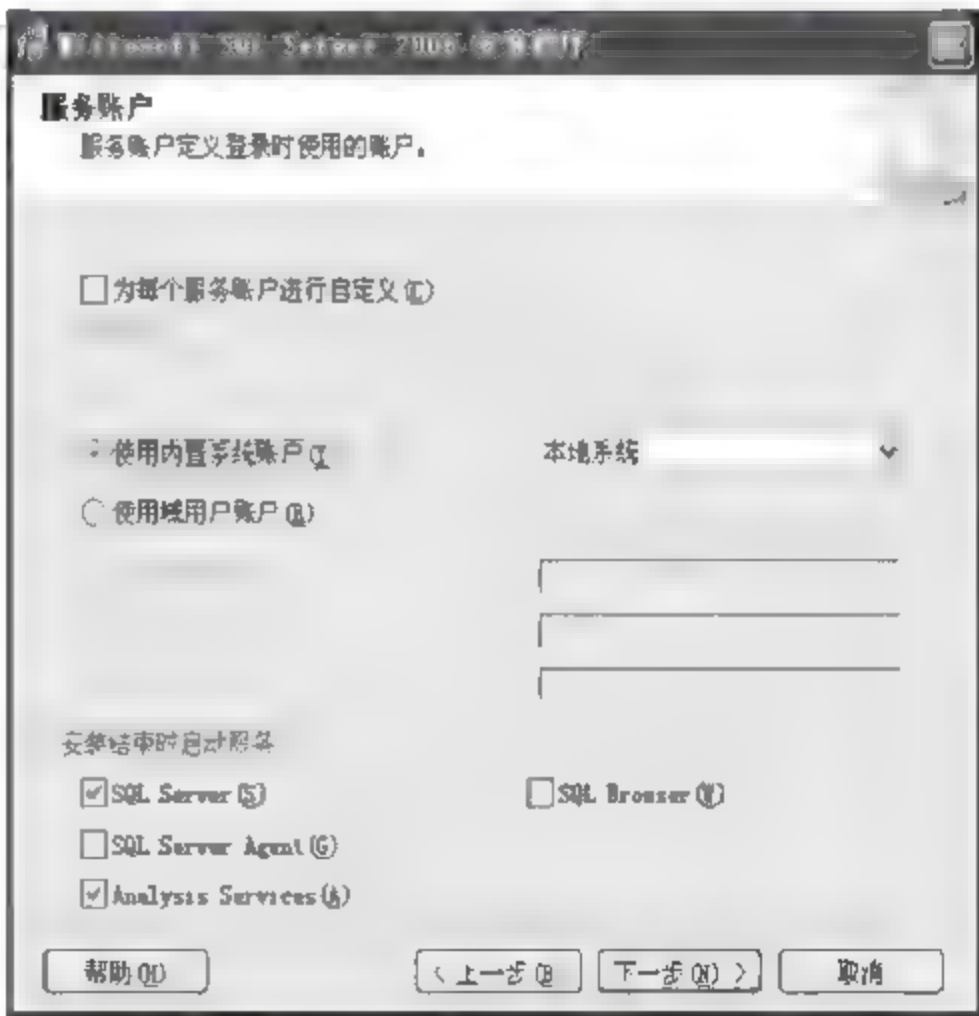 Microsoft SQL Server 2005
服务账户
服务账户定义登录时使用的账户。
为每个服务账户进行自定义(E)
使用内置系统账户(T 本地系统
使用域用户账户(R)
安装结束时启动服务
SQL Server(S) SQL Browser(W)
SQL Server Agent(G)
Analysis Services(A)
帮助(H) < 上一步(B 下一步(N) > 取消